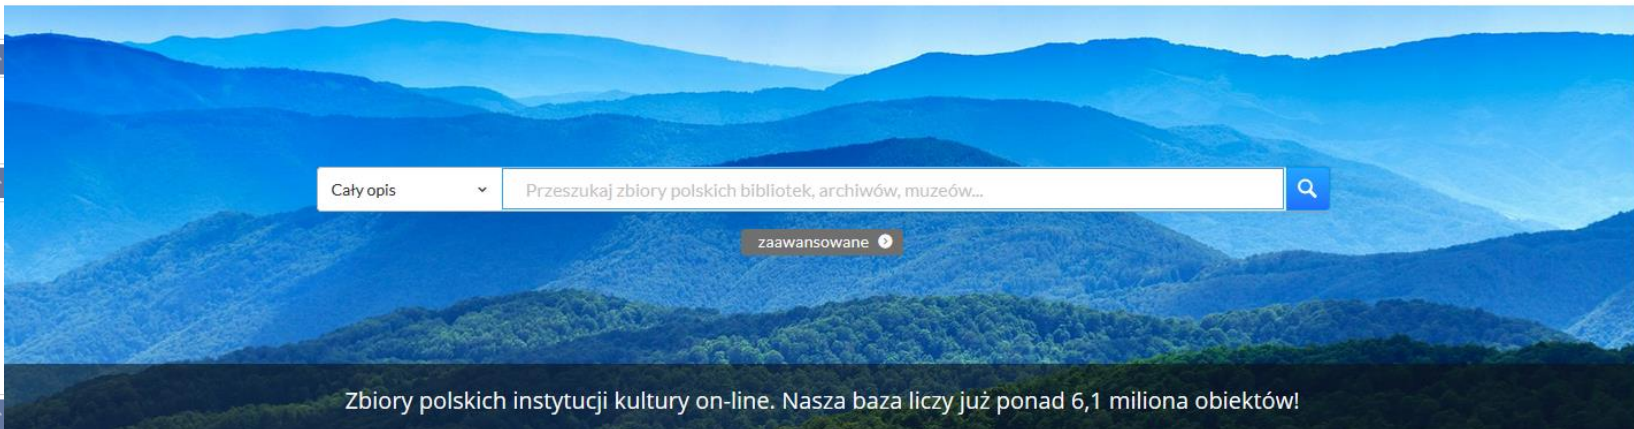 Cały opis
Przeszukaj zbiory polskich bibliotek, archiwów, muzeów...
zaawansowane
Zbiory polskich instytucji kultury on-line. Nasza baza liczy już ponad 6,1 miliona obiektów!